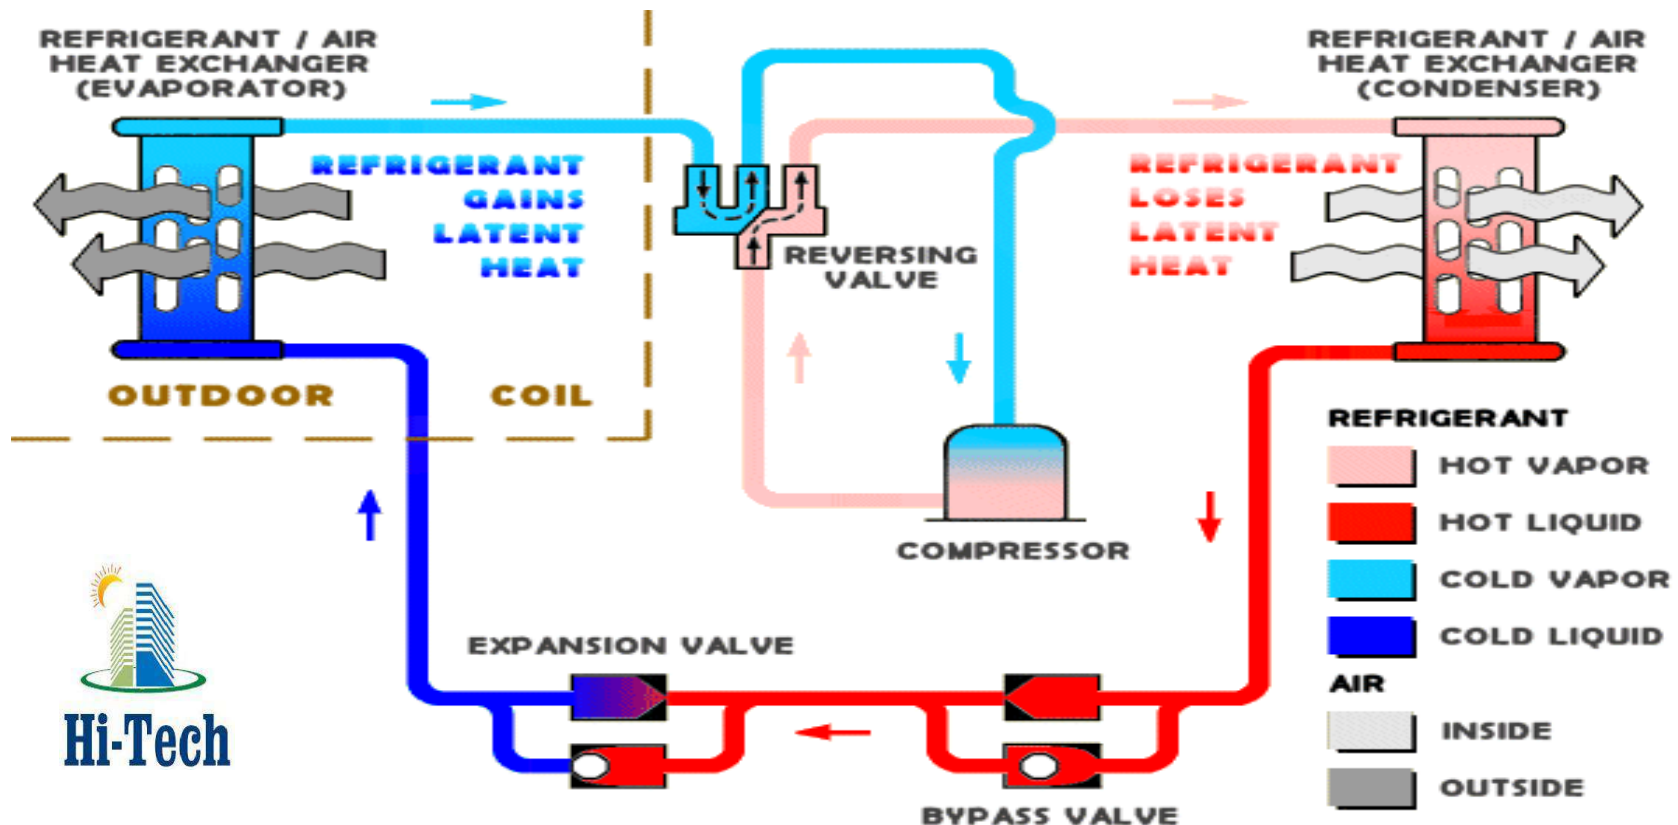 REFRIGERANT / AIR
HEAT EXCHANGER
(EVAPORATOR)
REFRIGERANT / AIR
HEAT EXCHANGER
(CONDENSER)
REFRIGERANT
GAINS
LATENT
HEAT
REFRIGERANT
LOSES
LATENT
HEAT
REVERSING
VALVE
OUTDOOR COIL
COMPRESSOR
EXPANSION VALVE
BYPASS VALVE
REFRIGERANT
HOT VAPOR
HOT LIQUID
COLD VAPOR
COLD LIQUID
AIR
INSIDE
OUTSIDE
Hi-Tech